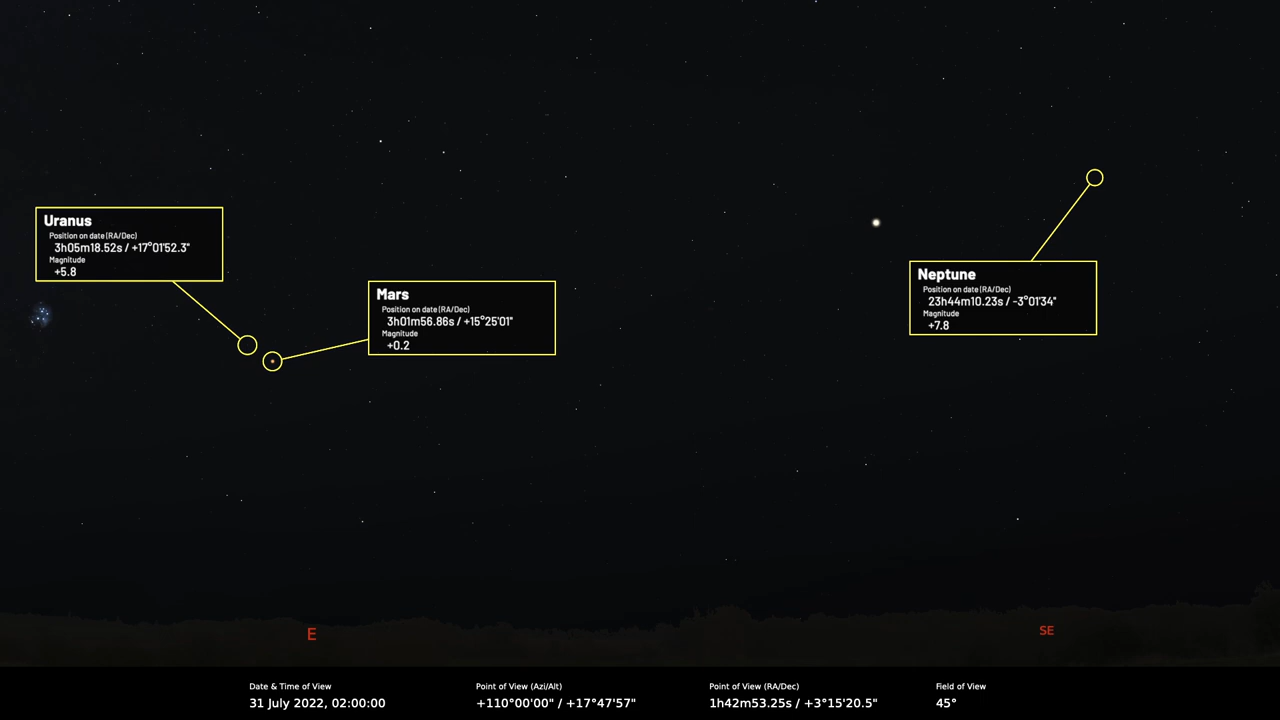 Uranus
Position on date (RA/Dec)
3h05m18.52s / +17°01'52.3"
Magnitude
+5.8
Mars
Position on date (RA/Dec)
3h01m56.86s / +15°25'01"
Magnitude
+0.2
Neptune
Position on date (RA/Dec)
23h44m10.23s / -3°01'34"
Magnitude
+7.8
E
SE
Date & Time of View
31 July 2022, 02:00:00
Point of View (Azi/Alt)
+110°00'00" / +17°47'57"
Point of View (RA/Dec)
1h42m53.25s / +3°15'20.5"
Field of View
45°